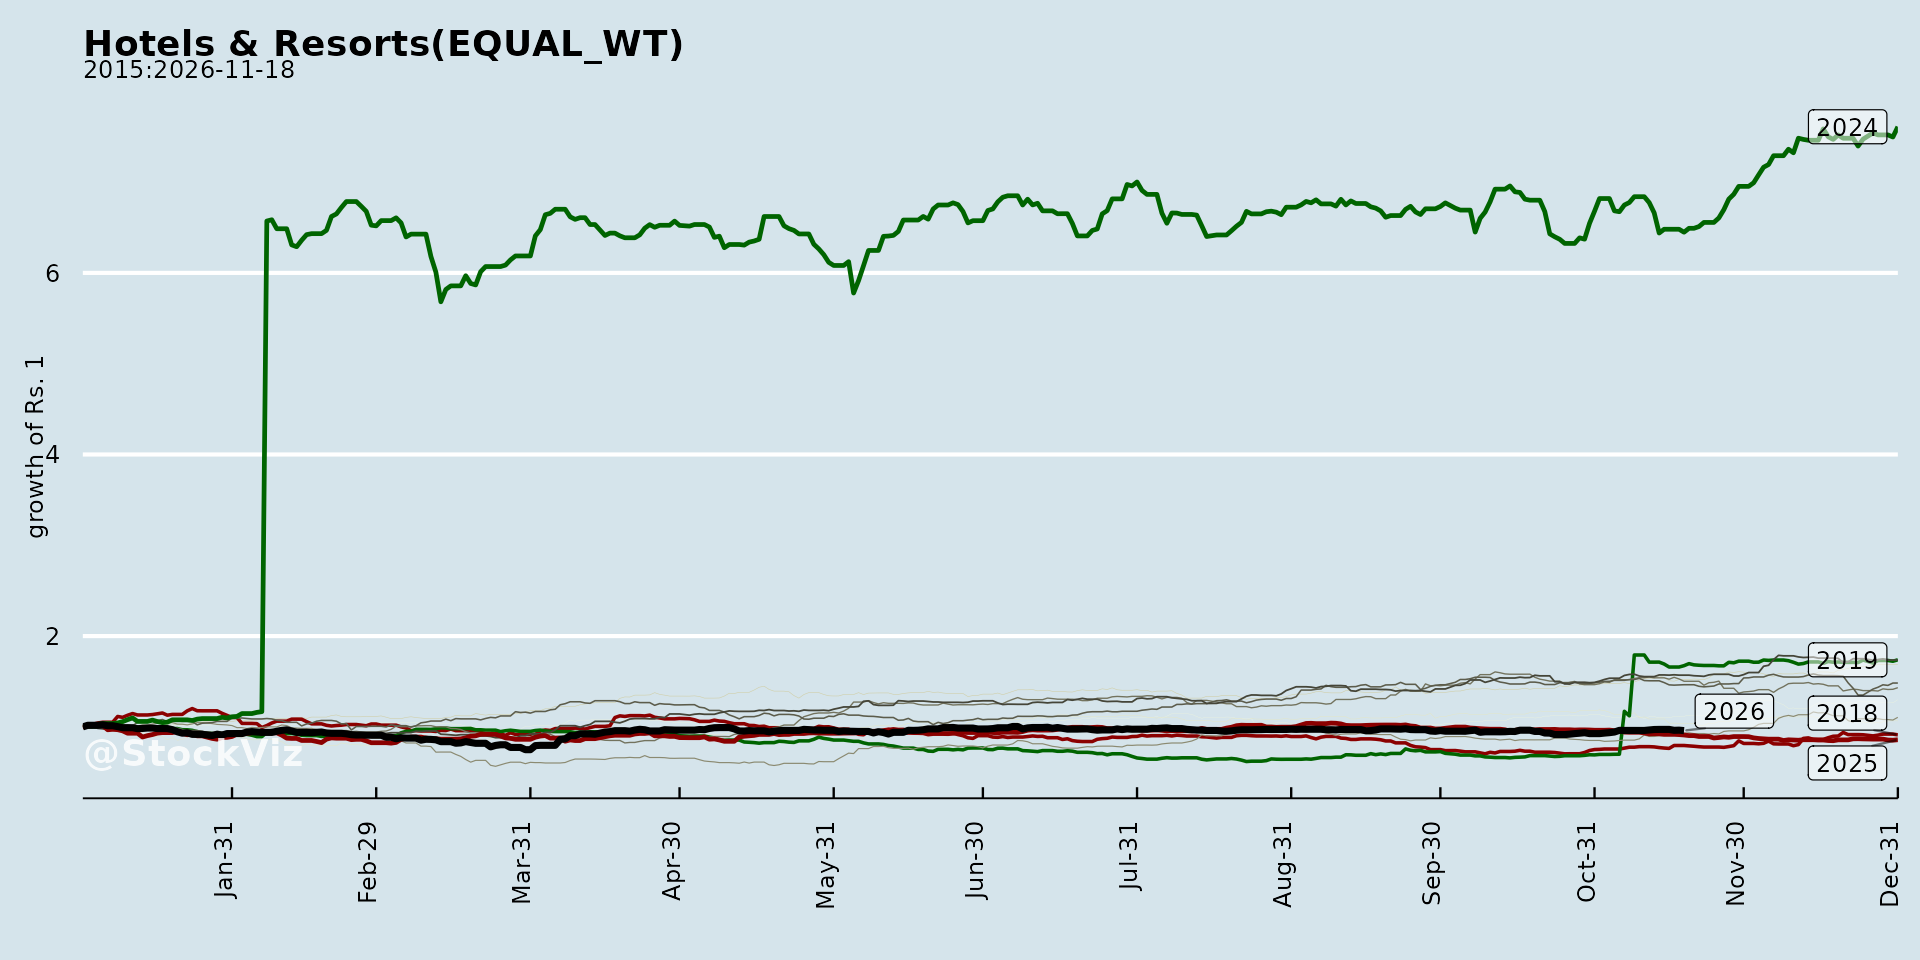 Hotels & Resorts(EQUAL_WT)
2015:2026-11-18
growth of Rs. 1
6
4
2
2024
2019
2026
2018
2025
@StockViz
Jan-31
Feb-29
Mar-31
Apr-30
May-31
Jun-30
Jul-31
Aug-31
Sep-30
Oct-31
Nov-30
Dec-31